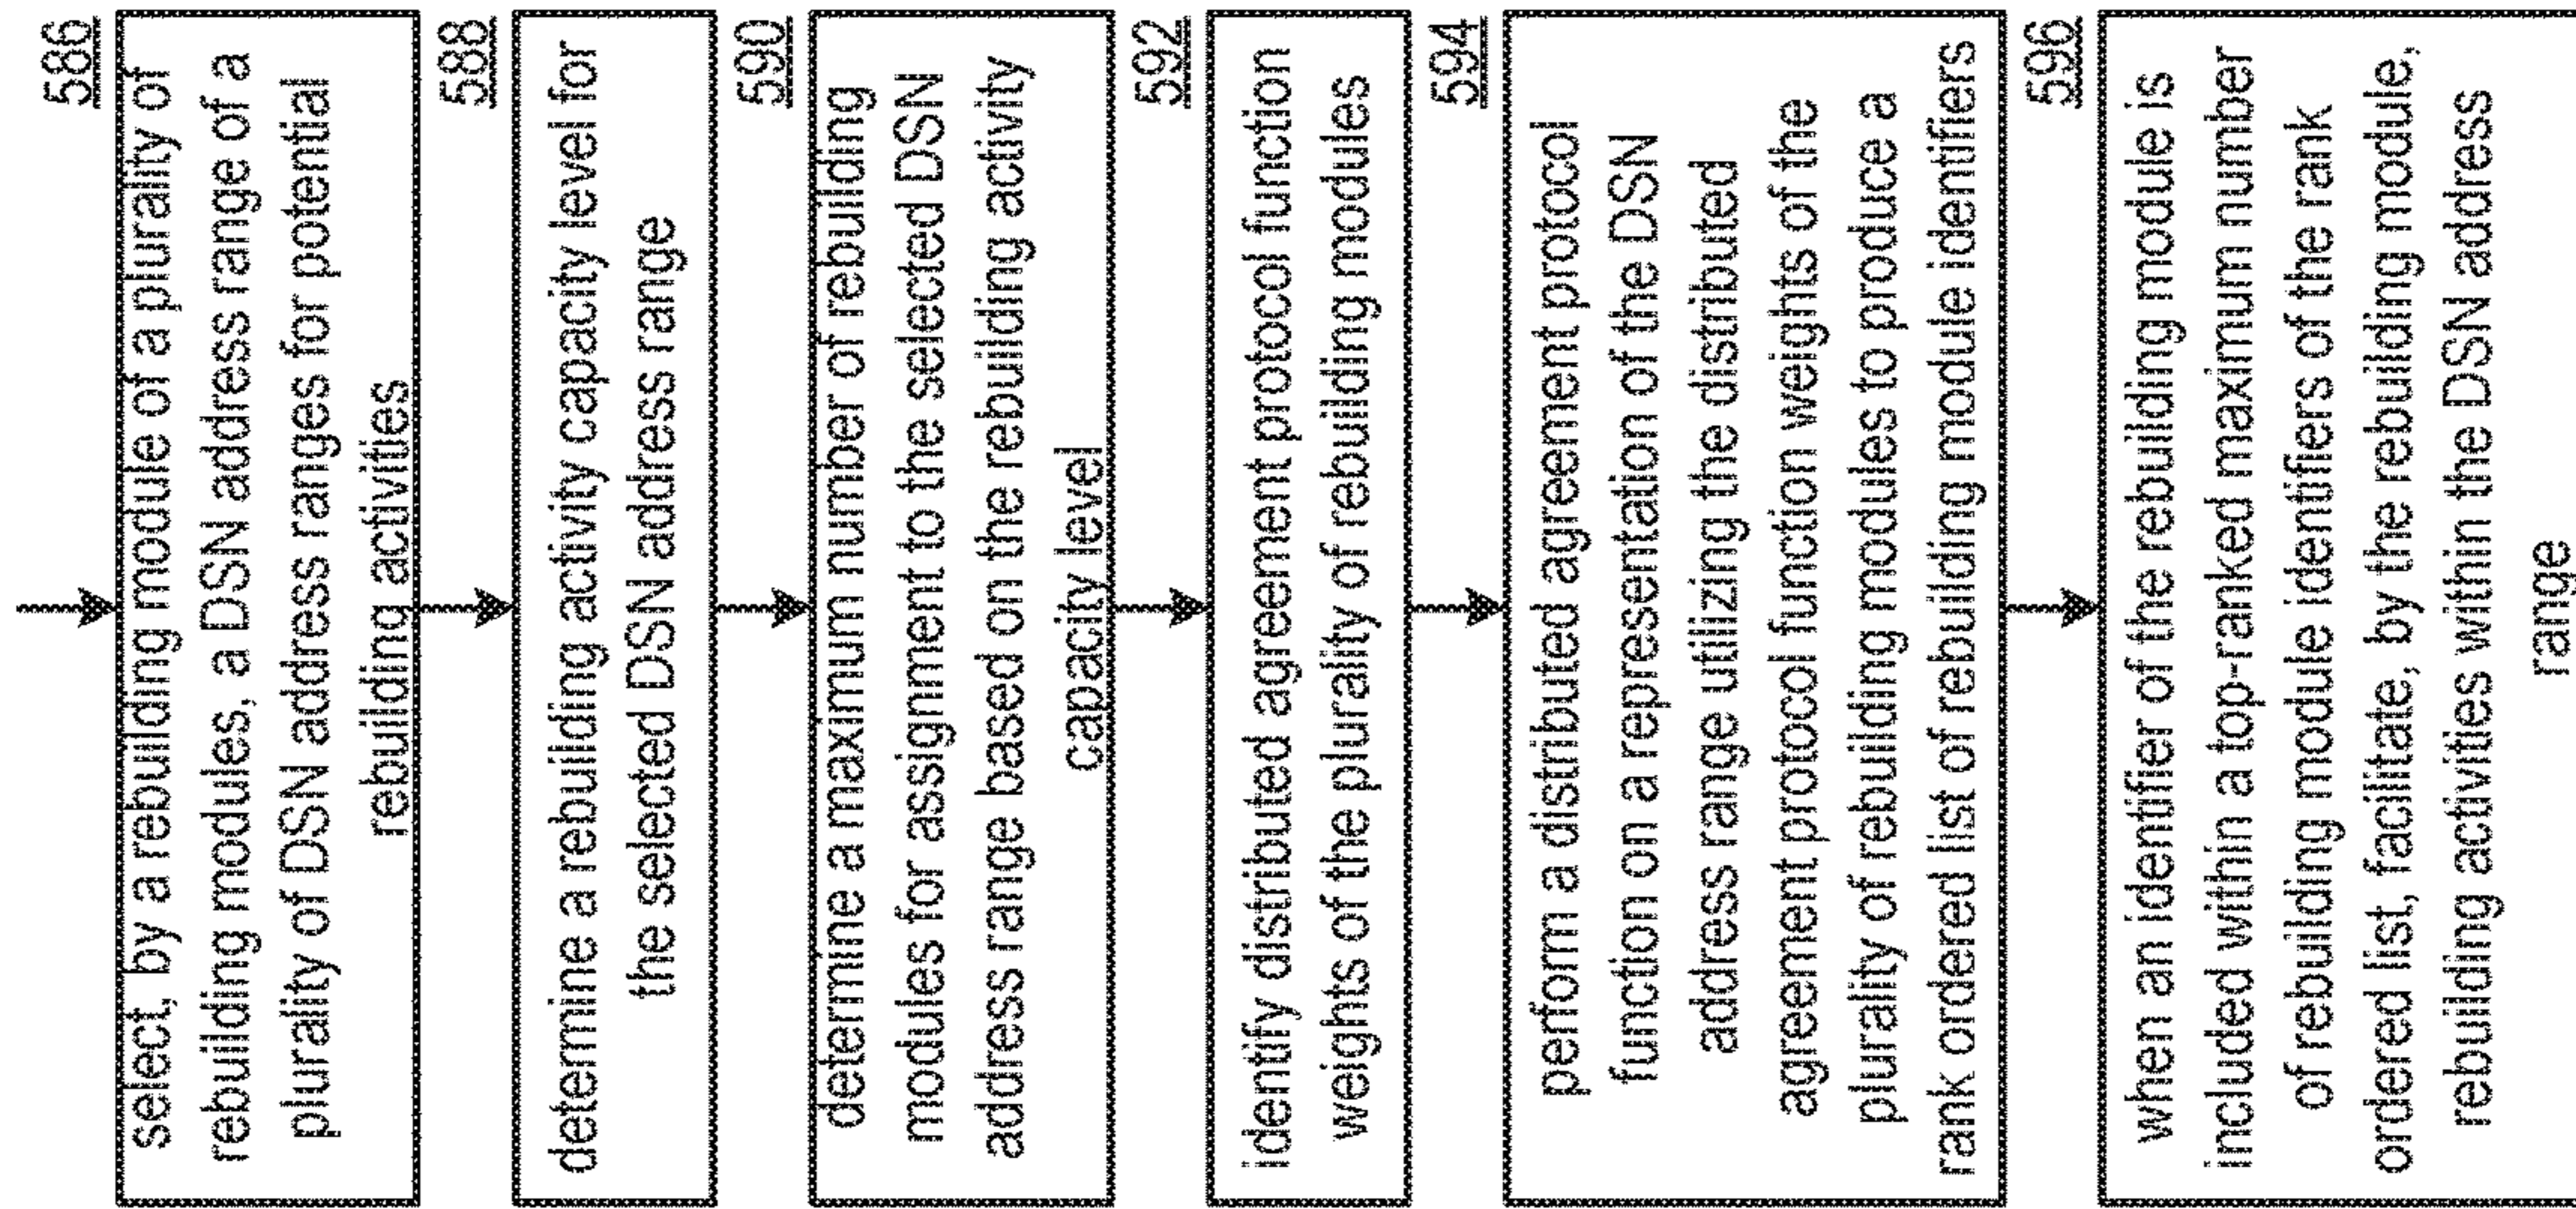 586
select, by a rebuilding module of a plurality of
rebuilding modules, a DSN address range of a
plurality of DSN address ranges for potential
rebuilding activities
588
determine a rebuilding activity capacity level for
the selected DSN address range
590
determine a maximum number of rebuilding
modules for assignment to the selected DSN
address range based on the rebuilding activity
capacity level
592
identify distributed agreement protocol function
weights of the plurality of rebuilding modules
594
perform a distributed agreement protocol
function on a representation of the DSN
address range utilizing the distributed
agreement protocol function weights of the
plurality of rebuilding modules to produce a
rank ordered list of rebuilding module identifiers
596
when an identifier of the rebuilding module is
included within a top-ranked maximum number
of rebuilding module identifiers of the rank
ordered list, facilitate, by the rebuilding module,
rebuilding activities within the DSN address
range